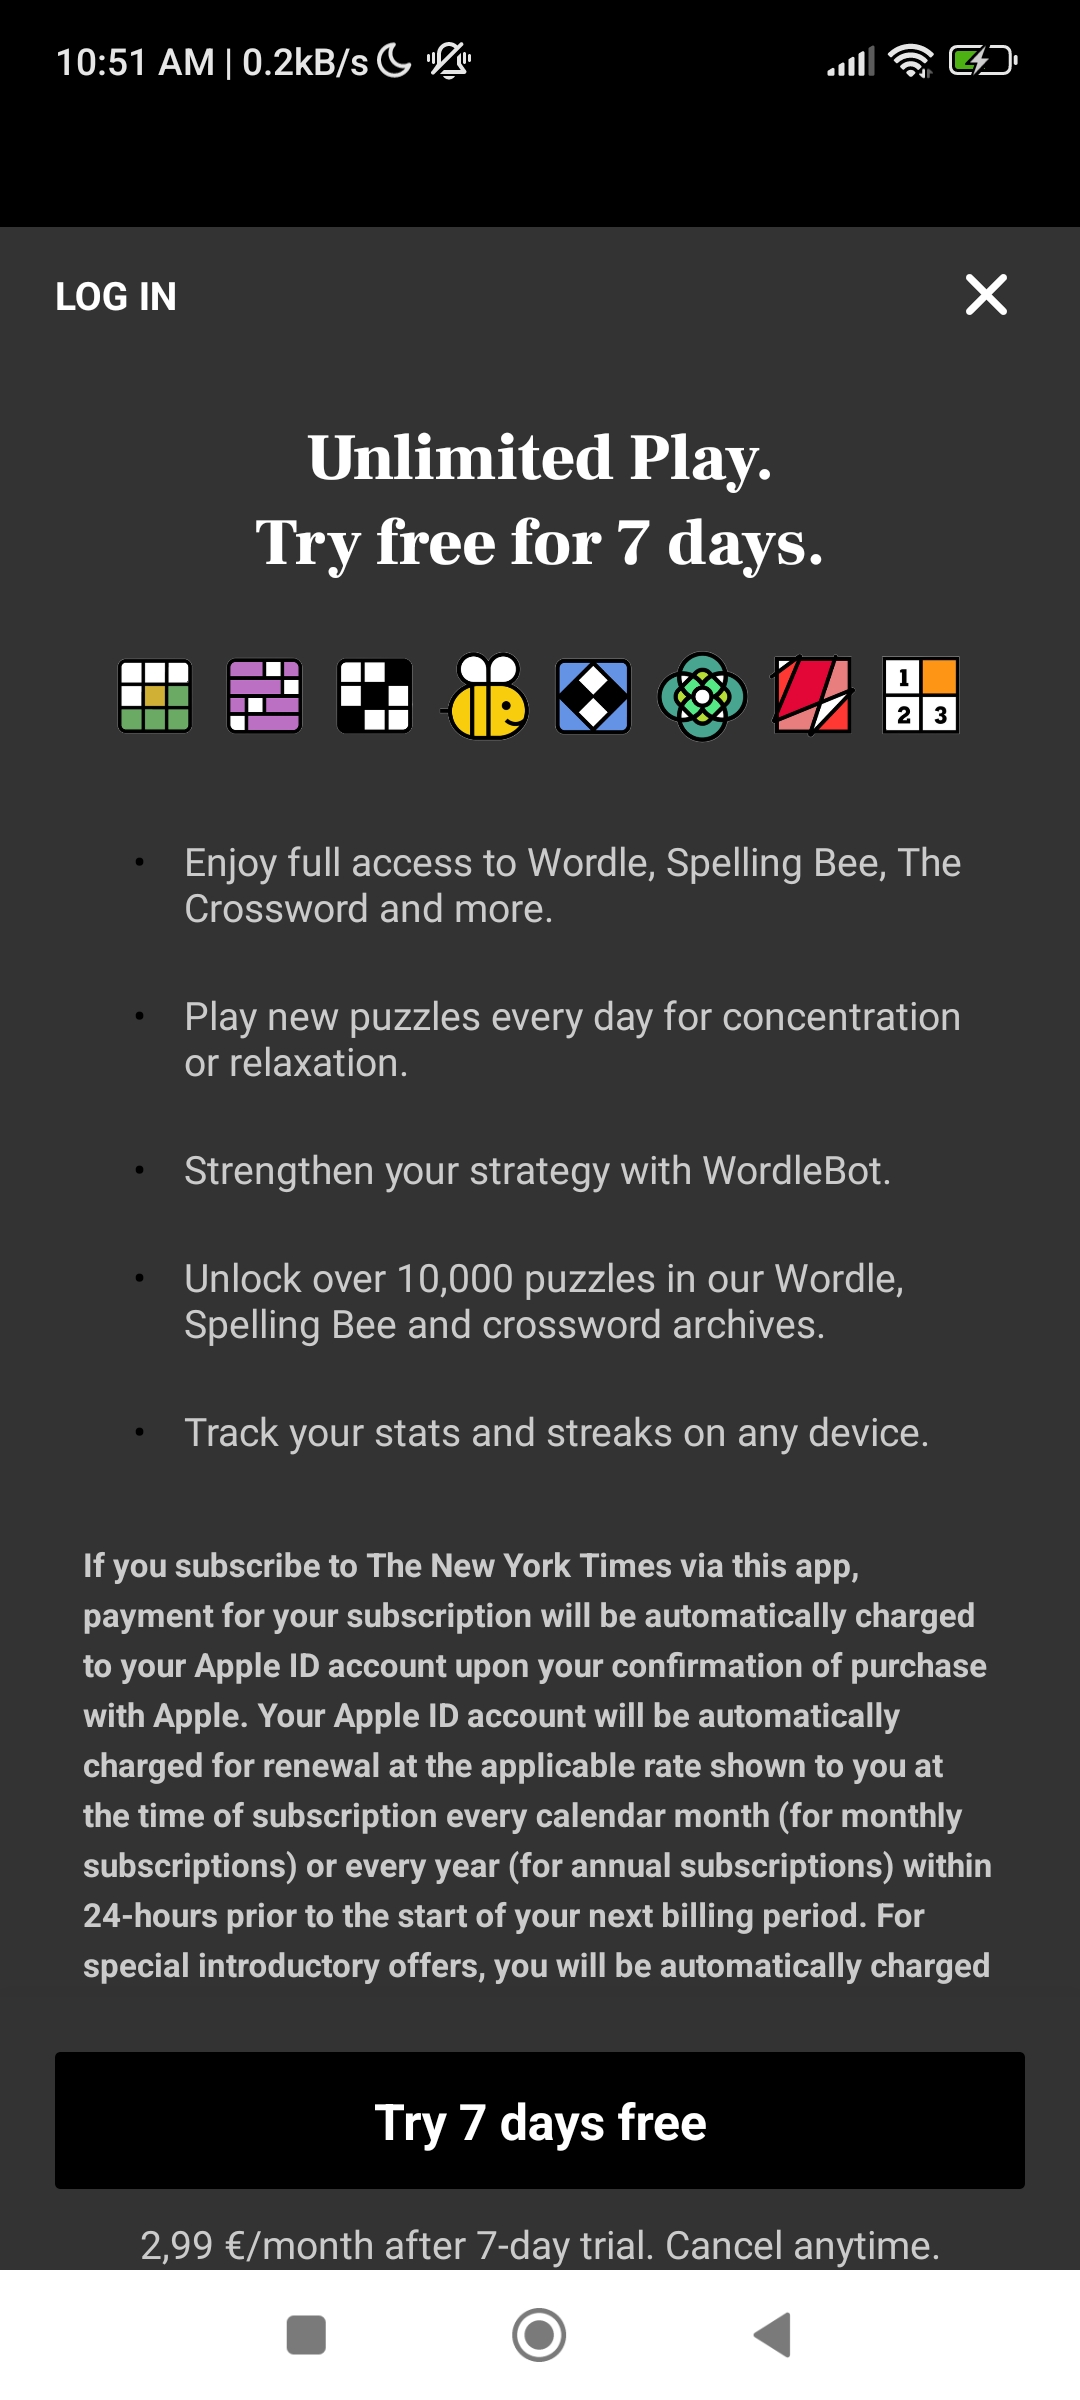 10:51 AM | 0.2kB/s
LOG IN
Unlimited Play.
Try free for 7 days.
1
2 3
Enjoy full access to Wordle, Spelling Bee, The
Crossword and more.
Play new puzzles every day for concentration
or relaxation.
Strengthen your strategy with WordleBot.
Unlock over 10,000 puzzles in our Wordle,
Spelling Bee and crossword archives.
Track your stats and streaks on any device.
If you subscribe to The New York Times via this app,
payment for your subscription will be automatically charged
to your Apple ID account upon your confirmation of purchase
with Apple. Your Apple ID account will be automatically
charged for renewal at the applicable rate shown to you at
the time of subscription every calendar month (for monthly
subscriptions) or every year (for annual subscriptions) within
24-hours prior to the start of your next billing period. For
special introductory offers, you will be automatically charged
Try 7 days free
2,99 €/month after 7-day trial. Cancel anytime.